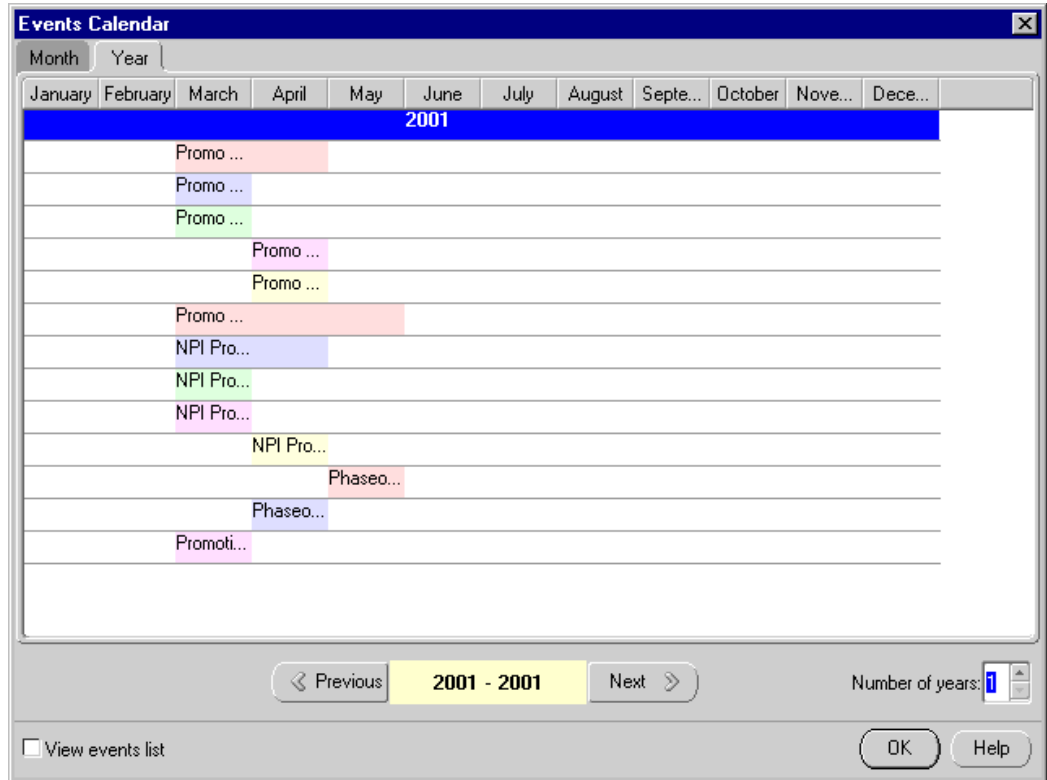 Events Calendar
Month Year
January February March April May June July August Septe... October Nove... Dece...
2001
Promo ...
Promo ...
Promo ...
Promo ...
Promo ...
Promo ...
NPI Pro...
NPI Pro...
NPI Pro...
NPI Pro...
Phaseo...
Phaseo...
Promoti...
Previous 2001 - 2001 Next Number of years: 1
View events list OK Help